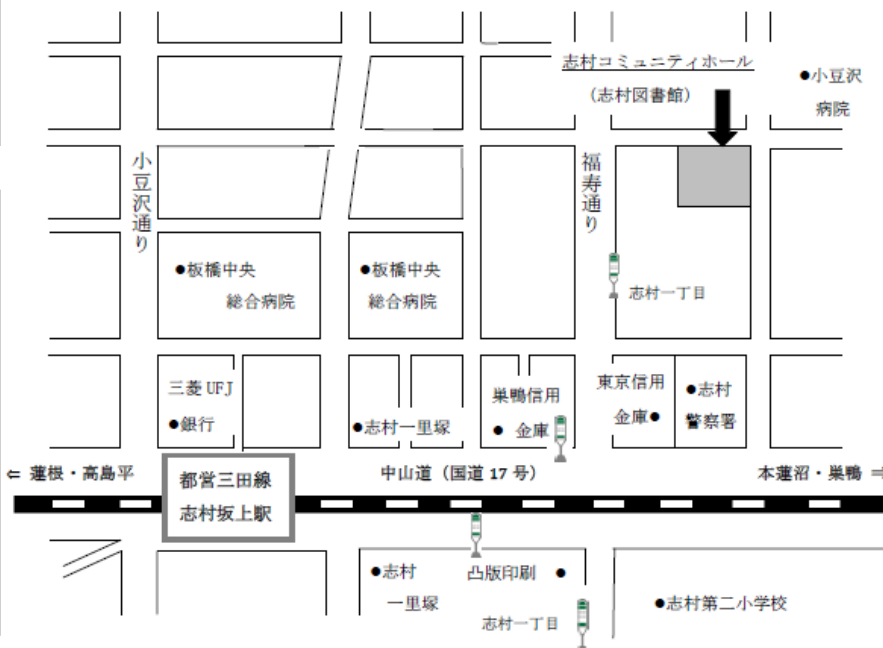 志村コミュニティホール
（志村図書館）
●小豆沢
病院
小豆沢通り
福寿通り
●板橋中央
総合病院
●板橋中央
総合病院
志村一丁目
三菱 UFJ
●銀行
●志村一里塚
巣鴨信用
● 金庫
東京信用
金庫●
●志村
警察署
⇐ 蓮根・高島平
都営三田線
志村坂上駅
中山道（国道 17 号）
本蓮沼・巣鴨 ⇒
●志村
一里塚
凸版印刷 ●
志村一丁目
●志村第二小学校